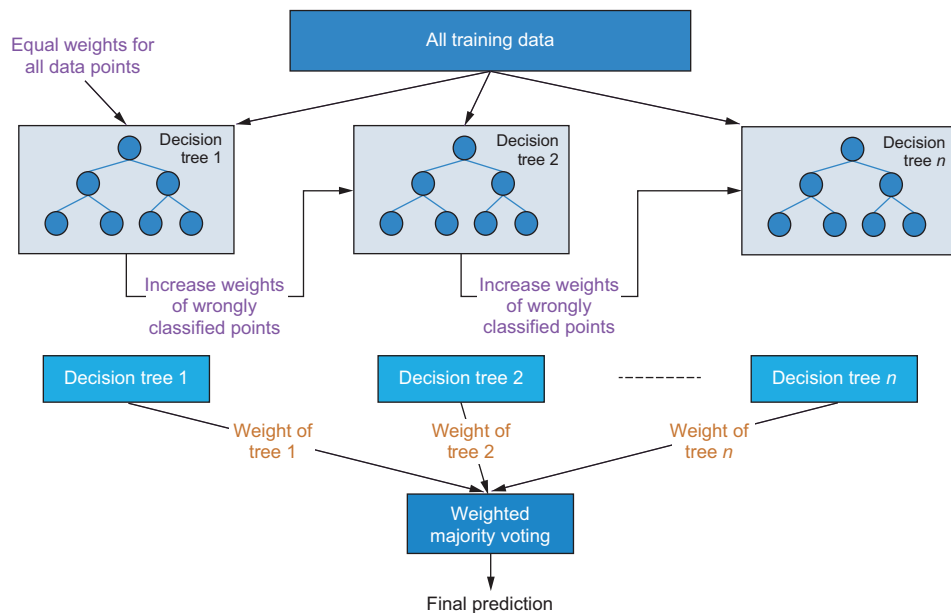 All training data
Equal weights for
all data points
Decision
tree 1
Decision
tree 2
Decision
tree n
Increase weights
of wrongly
classified points
Increase weights
of wrongly
classified points
Decision tree 1
Decision tree 2
Decision tree n
Weight of
tree 1
Weight of
tree 2
Weight of
tree n
Weighted
majority voting
Final prediction